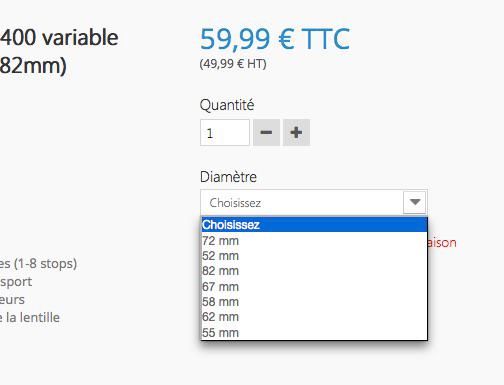 400 variable
82mm)
59,99 € TTC
(49,99 € HT)
Quantité
1
Diamètre
Choisissez
Choisissez
72 mm
52 mm
82 mm
67 mm
58 mm
62 mm
55 mm
aison
es (1-8 stops)
sport
eurs
e la lentille